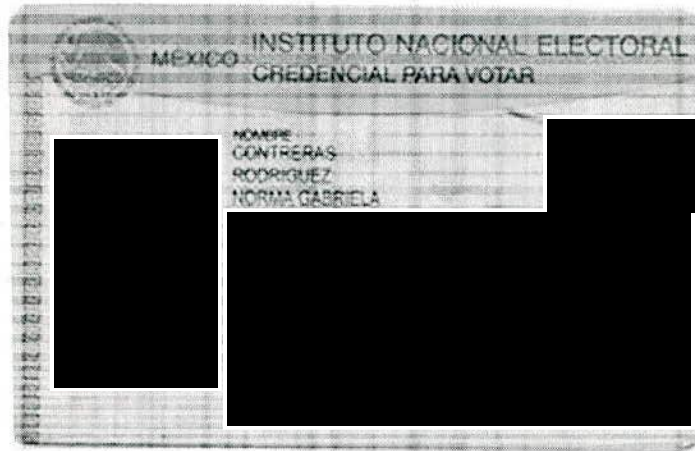 MÉXICO
INSTITUTO NACIONAL ELECTORAL
CREDENCIAL PARA VOTAR
NOMBRE
CONTRERAS
RODRIGUEZ
NORMA GABRIELA